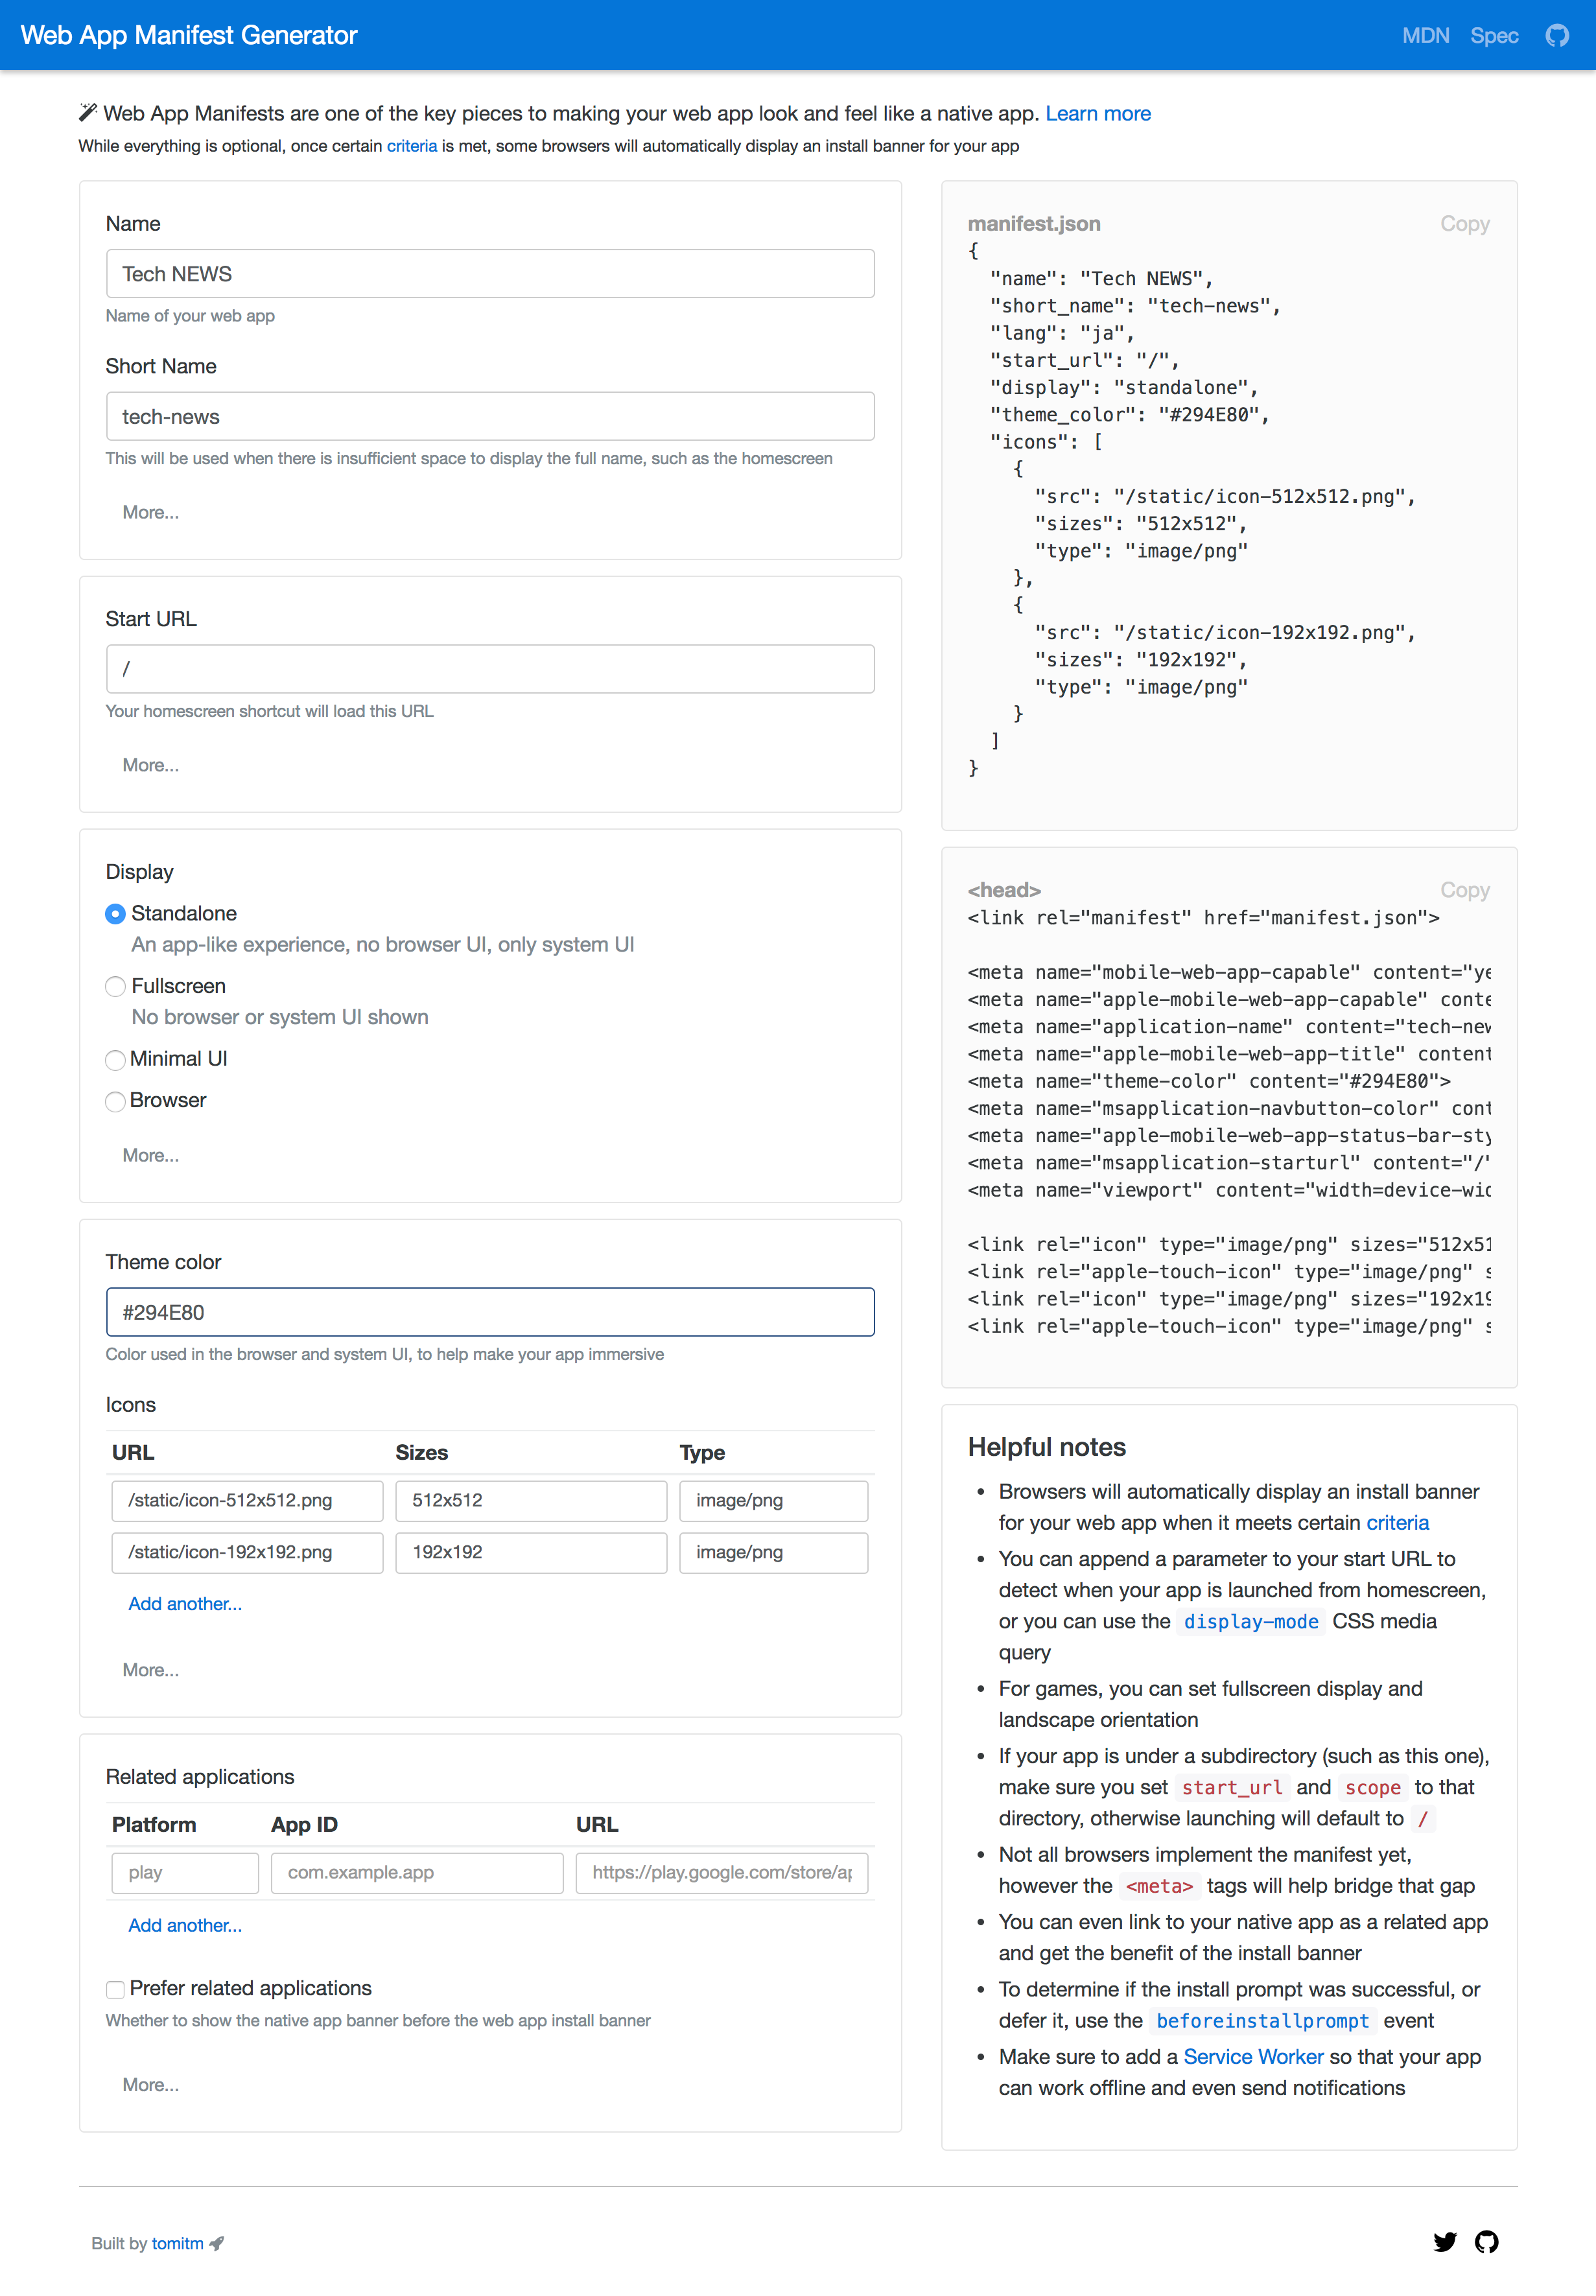 Web App Manifest Generator
MDN Spec
Web App Manifests are one of the key pieces to making your web app look and feel like a native app. Learn more
While everything is optional, once certain criteria is met, some browsers will automatically display an install banner for your app
Name
Tech NEWS
Name of your web app
Short Name
tech-news
This will be used when there is insufficient space to display the full name, such as the homescreen
More...
Start URL
/
Your homescreen shortcut will load this URL
More...
Display
Standalone
An app-like experience, no browser UI, only system UI
Fullscreen
No browser or system UI shown
Minimal UI
Browser
More...
Theme color
#294E80
Color used in the browser and system UI, to help make your app immersive
Icons
URL Sizes Type
/static/icon-512x512.png 512x512 image/png
/static/icon-192x192.png 192x192 image/png
Add another...
More...
Related applications
Platform App ID URL
play com.example.app https://play.google.com/store/ap
Add another...
Prefer related applications
Whether to show the native app banner before the web app install banner
More...
manifest.json Copy
{
"name": "Tech NEWS",
"short_name": "tech-news",
"lang": "ja",
"start_url": "/",
"display": "standalone",
"theme_color": "#294E80",
"icons": [
{
"src": "/static/icon-512x512.png",
"sizes": "512x512",
"type": "image/png"
},
{
"src": "/static/icon-192x192.png",
"sizes": "192x192",
"type": "image/png"
}
]
}
<head> Copy
<link rel="manifest" href="manifest.json">
<meta name="mobile-web-app-capable" content="ye
<meta name="apple-mobile-web-app-capable" conte
<meta name="application-name" content="tech-new
<meta name="apple-mobile-web-app-title" content
<meta name="theme-color" content="#294E80">
<meta name="msapplication-navbutton-color" cont
<meta name="apple-mobile-web-app-status-bar-sty
<meta name="msapplication-starturl" content="/"
<meta name="viewport" content="width=device-wid
<link rel="icon" type="image/png" sizes="512x51
<link rel="apple-touch-icon" type="image/png" s
<link rel="icon" type="image/png" sizes="192x19
<link rel="apple-touch-icon" type="image/png" s
Helpful notes
• Browsers will automatically display an install banner
for your web app when it meets certain criteria
• You can append a parameter to your start URL to
detect when your app is launched from homescreen,
or you can use the display-mode CSS media
query
• For games, you can set fullscreen display and
landscape orientation
• If your app is under a subdirectory (such as this one),
make sure you set start_url and scope to that
directory, otherwise launching will default to /
• Not all browsers implement the manifest yet,
however the <meta> tags will help bridge that gap
• You can even link to your native app as a related app
and get the benefit of the install banner
• To determine if the install prompt was successful, or
defer it, use the beforeinstallprompt event
• Make sure to add a Service Worker so that your app
can work offline and even send notifications
Built by tomitm